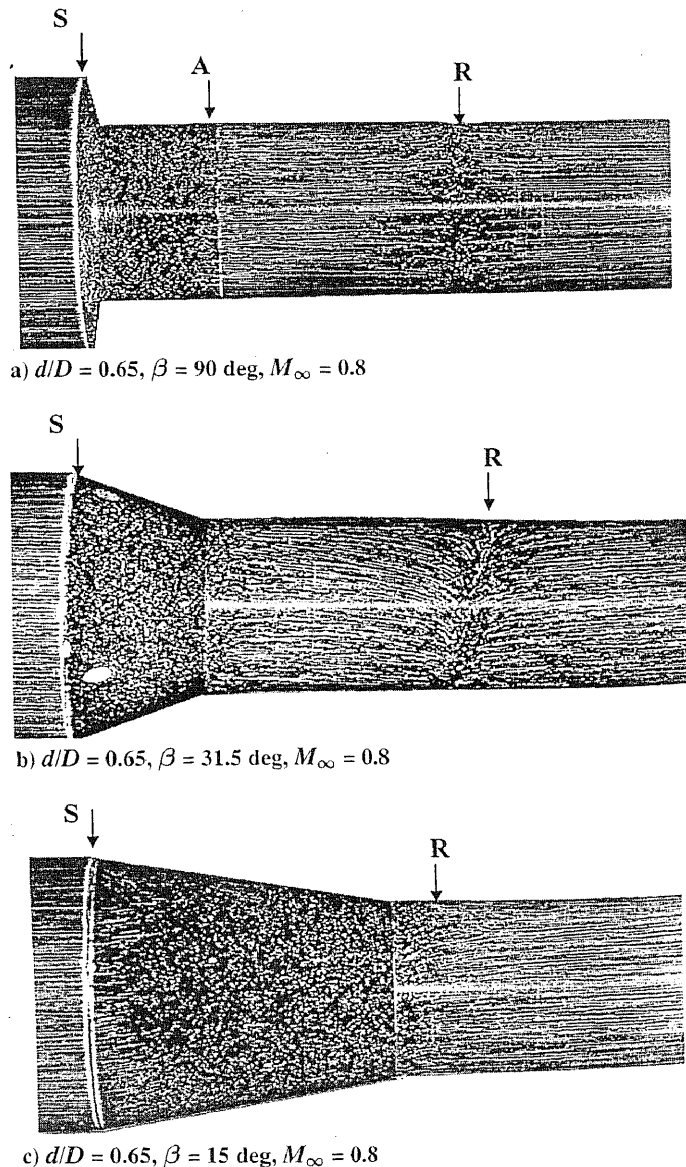 S
A
R
a) d/D = 0.65, β = 90 deg, M∞ = 0.8
S
R
b) d/D = 0.65, β = 31.5 deg, M∞ = 0.8
S
R
c) d/D = 0.65, β = 15 deg, M∞ = 0.8